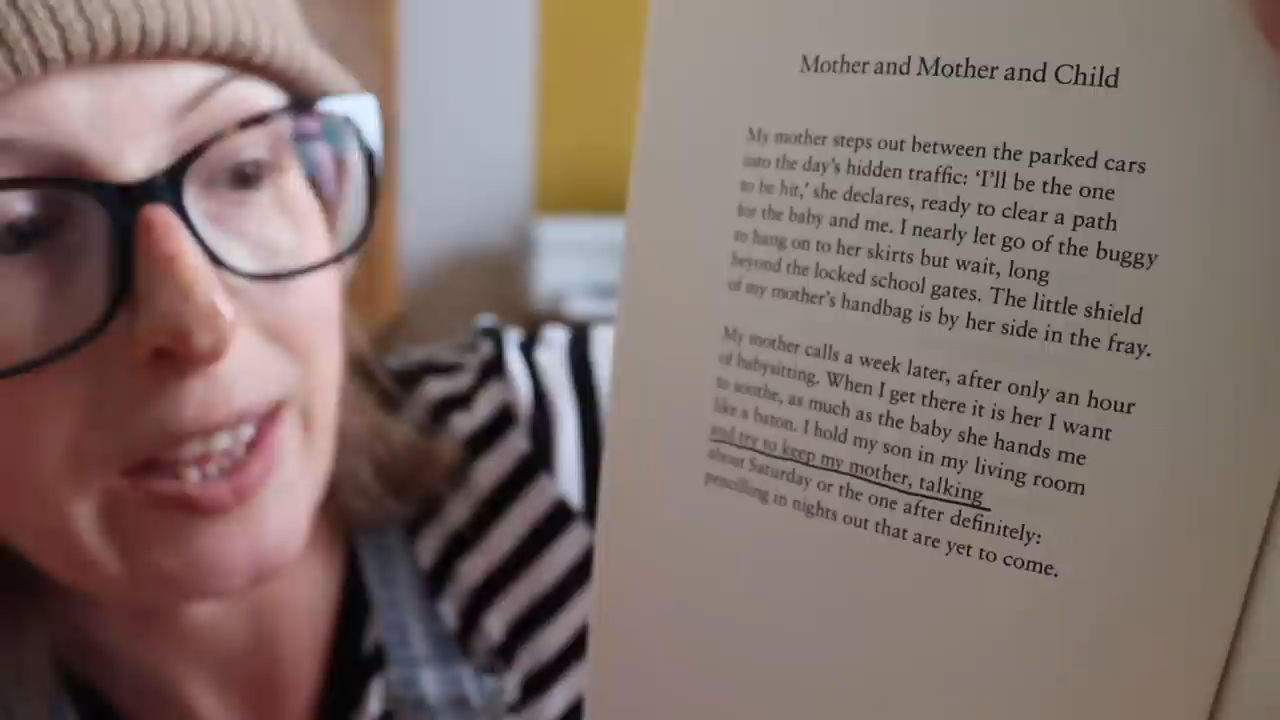 Mother and Mother and Child
My mother steps out between the parked cars
into the day's hidden traffic: 'I'll be the one
to be hit,' she declares, ready to clear a path
for the baby and me. I nearly let go of the buggy
to hang on to her skirts but wait, long
beyond the locked school gates. The little shield
of my mother's handbag is by her side in the fray.
My mother calls a week later, after only an hour
of babysitting. When I get there it is her I want
to soothe, as much as the baby she hands me
like a baton. I hold my son in my living room
and try to keep my mother, talking
about Saturday or the one after definitely:
pencilling in nights out that are yet to come.